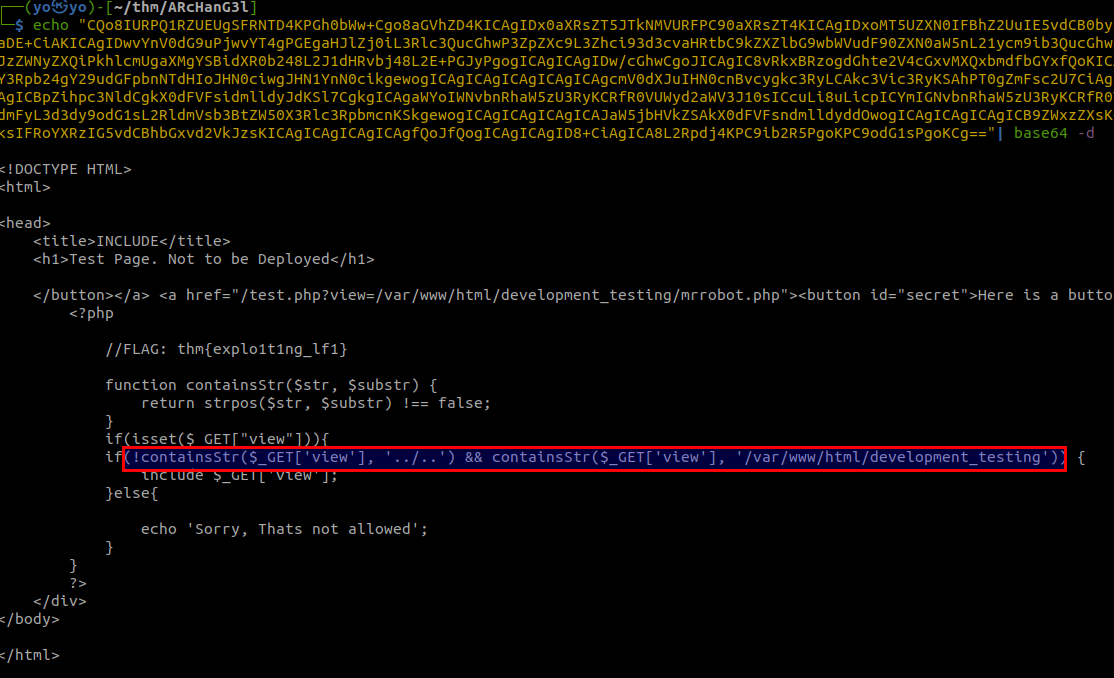 ┌──(yo㉿yo)-[~/thm/ARcHanG3l]
└─$ echo "CQo8IURPQ1RZUEUgSFRNTD4KPGh0bWw+Cgo8aGVhZD4KICAgIDx0aXRsZT5JTkNMVURFPC90aXRsZT4KICAgIDxoMT5UZXN0IFBhZ2UuIE5vdCB0by
aDE+CiAKICAgIDwvYnV0dG9uPjwvYT4gPGEgaHJlZj0iL3Rlc3QucGhwP3ZpZXc9L3Zhci93d3cvaHRtbC9kZXZlbG9wbWVudF90ZXN0aW5nL21ycm9ib3QucGhw
JzZWNyZXQiPkhlcmUgaXMgYSBidXR0b248L2J1dHRvbj48L2E+PGJyPgogICAgICAgIDw/cGhwCgoJICAgIC8vRkxBRzogdGhte2V4cGxvMXQxbmdfbGYxfQoKIC
Y3Rpb24gY29udGFpbnNTdHIoJHN0ciwgJHN1YnN0cikgewogICAgICAgICAgICAgcmV0dXJuIHN0cnBvcygkc3RyLCAkc3Vic3RyKSAhPT0gZmFsc2U7CiAg
AgICBpZihpc3NldCgkX0dFVFsidmlldyJdKSl7CgkgICAgaWYoIWNvbnRhaW5zU3RyKCRfR0VUWyd2aWV3J10sICcuLi8uLicpICYmIGNvbnRhaW5zU3RyKCRfR0
dmFyL3d3dy9odG1sL2RldmVsb3BtZW50X3Rlc3RpbmcnKSkgewogICAgICAgICAgICAJaW5jbHVkZSAkX0dFVFsndmlldyddOwogICAgICAgICAgICB9ZWxzZXsK
ksIFRoYXRzIG5vdCBhbGxvd2VkJzsKICAgICAgICAgICAgfQoJfQogICAgICAgID8+CiAgICA8L2Rpdj4KPC9ib2R5PgoKPC9odG1sPgoKCg=="| base64 -d
<!DOCTYPE HTML>
<html>
<head>
<title>INCLUDE</title>
<h1>Test Page. Not to be Deployed</h1>
</button></a> <a href="/test.php?view=/var/www/html/development_testing/mrrobot.php"><button id="secret">Here is a butto
<?php
//FLAG: thm{explo1t1ng_lf1}
function containsStr($str, $substr) {
return strpos($str, $substr) !== false;
}
if(isset($_GET["view"])){
if(!containsStr($_GET['view'], '../..') && containsStr($_GET['view'], '/var/www/html/development_testing')) {
include $_GET['view'];
}else{
echo 'Sorry, Thats not allowed';
}
}
?>
</div>
</body>
</html>